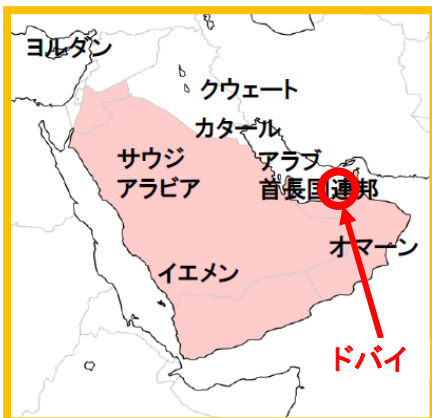 ヨルダン
クウェート
カタール
サウジ
アラビア
アラブ
首長国連邦
オマーン
イエメン
ドバイ